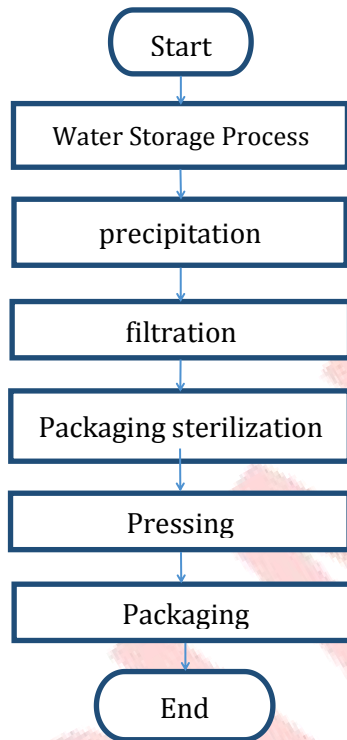 Start
Water Storage Process
precipitation
filtration
Packaging sterilization
Pressing
Packaging
End